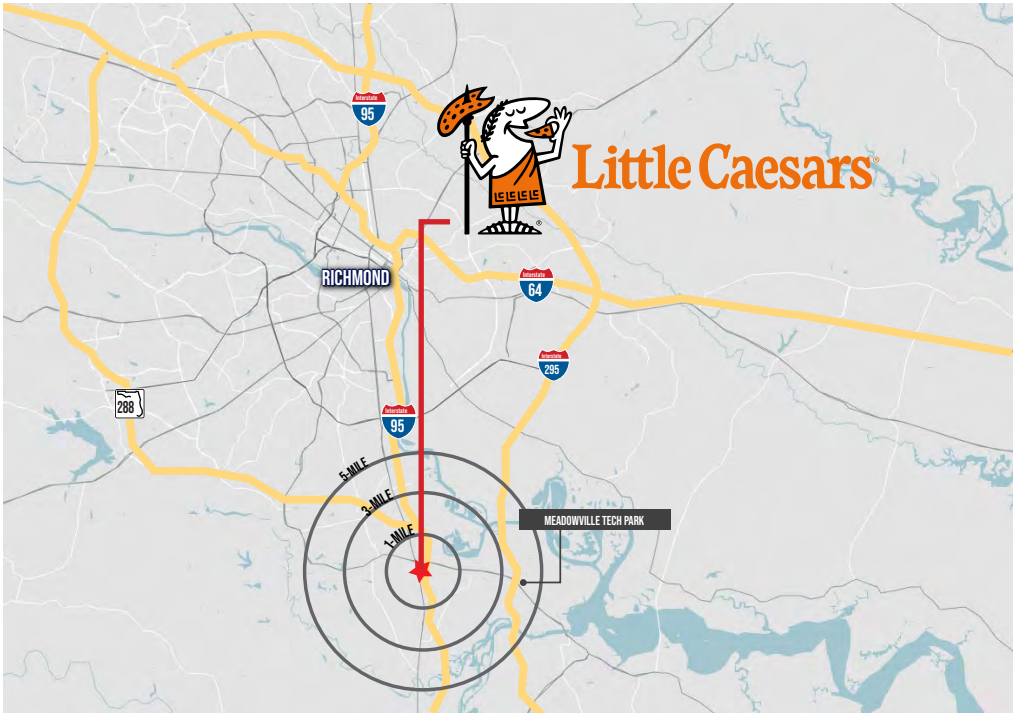 Interstate
95
Little Caesars®
®
RICHMOND
Interstate
64
Interstate
295
288
Interstate
95
5-MILE
3-MILE
1-MILE
MEADOWVILLE TECH PARK